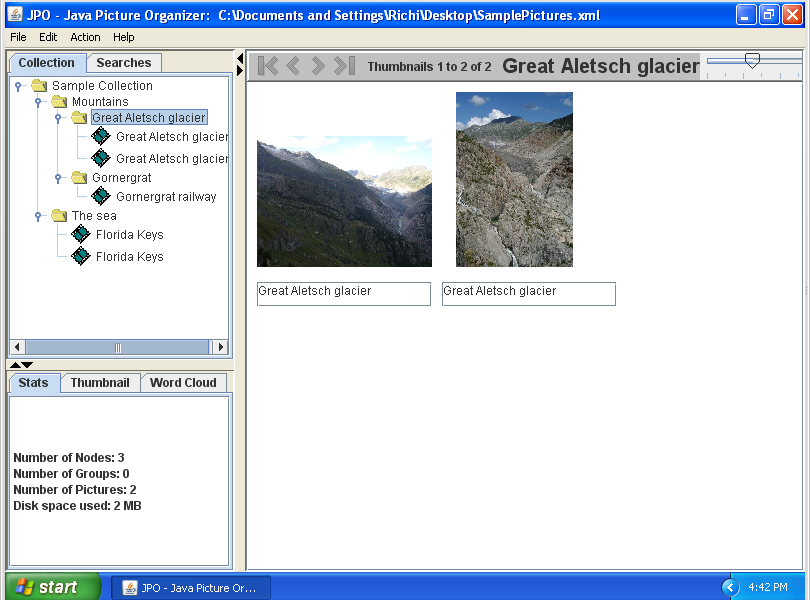 JPO - Java Picture Organizer:  C:\Documents and Settings\Richi\Desktop\SamplePictures.xml
File Edit Action Help
Collection Searches
Thumbnails 1 to 2 of 2 Great Aletsch glacier
Sample Collection
Mountains
Great Aletsch glacier
Great Aletsch glacier
Great Aletsch glacier
Gornergrat
Gornergrat railway
The sea
Florida Keys
Florida Keys
Great Aletsch glacier Great Aletsch glacier
Stats Thumbnail Word Cloud
Number of Nodes: 3
Number of Groups: 0
Number of Pictures: 2
Disk space used: 2 MB
start JPO - Java Picture Or... 4:42 PM